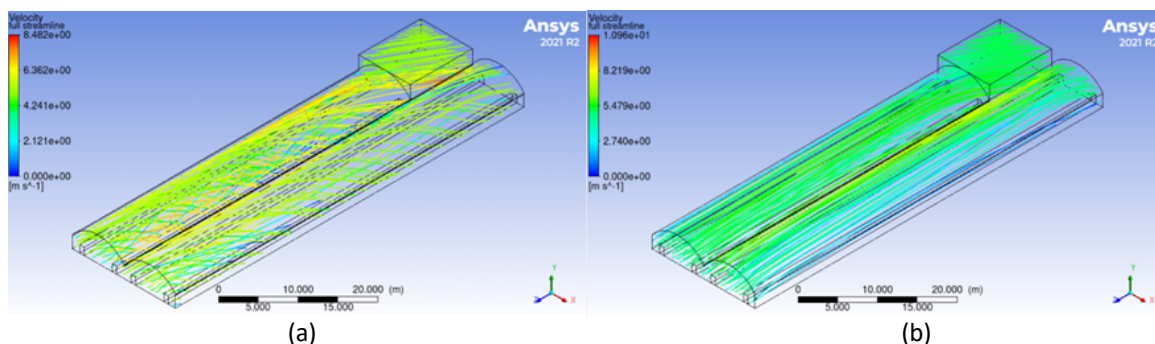 Velocity
full streamline
8.482e+00
6.362e+00
4.241e+00
2.121e+00
0.000e+00
[m s^-1]
Ansys
2021 R2
0 10.000 20.000 (m)
5.000 15.000
Y
Z X
(a)
Velocity
full streamline
1.096e+01
8.219e+00
5.479e+00
2.740e+00
0.000e+00
[m s^-1]
Ansys
2021 R2
0 10.000 20.000 (m)
5.000 15.000
Y
Z X
(b)